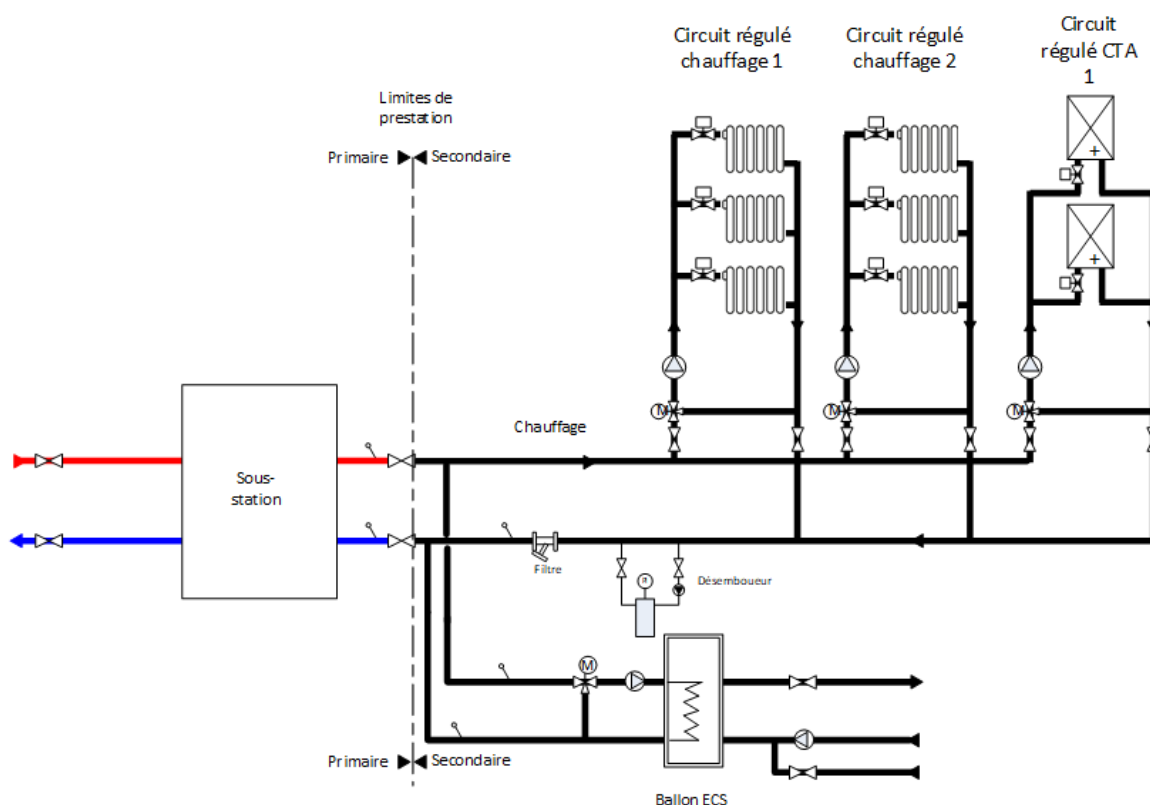 Circuit régulé
chauffage 1
Circuit régulé
chauffage 2
Circuit
régulé CTA
1
Limites de
prestation
Primaire
Secondaire
M
M
M
Chauffage
Sous-
station
Filtre
Désemboueur
M
Primaire
Secondaire
Ballon ECS